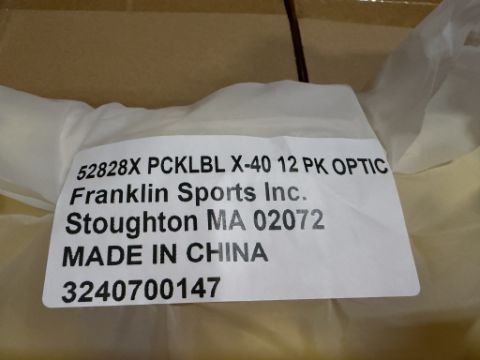 52828X PCKLBL X-40 12 PK OPTIC
Franklin Sports Inc.
Stoughton MA 02072
MADE IN CHINA
3240700147